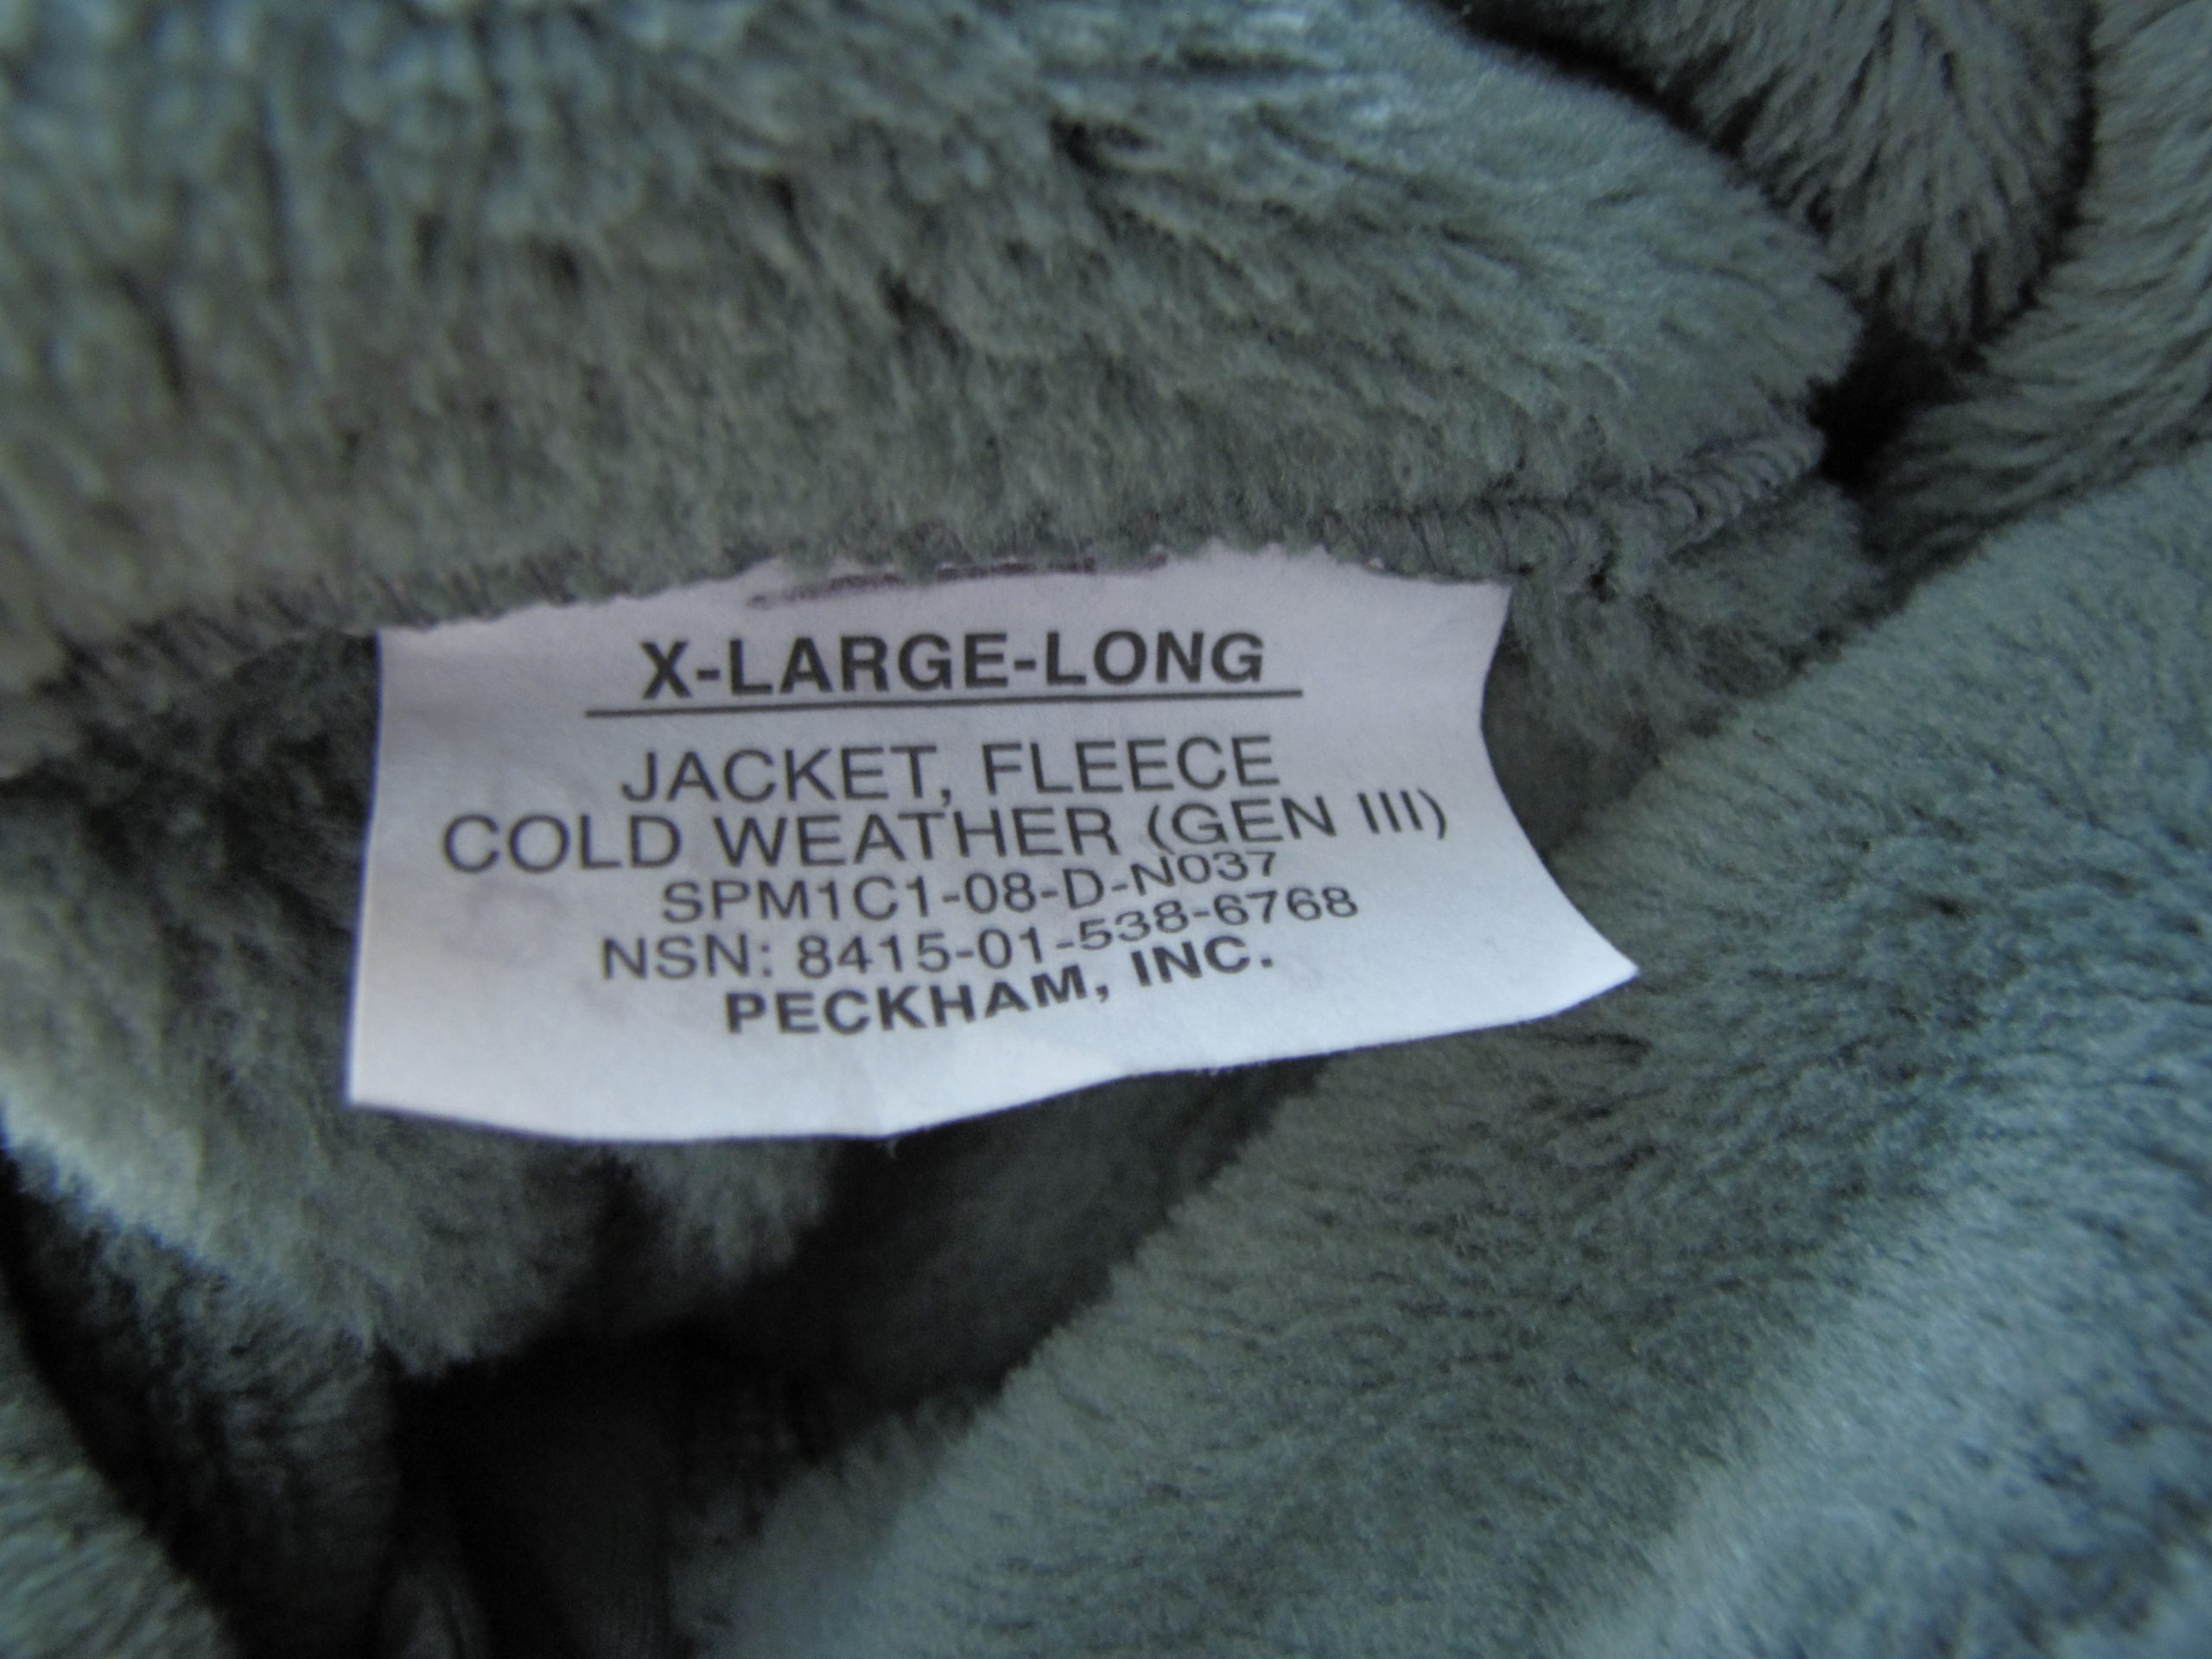 X-LARGE-LONG
JACKET, FLEECE
COLD WEATHER (GEN III)
SPM1C1-08-D-N037
NSN: 8415-01-538-6768
PECKHAM, INC.